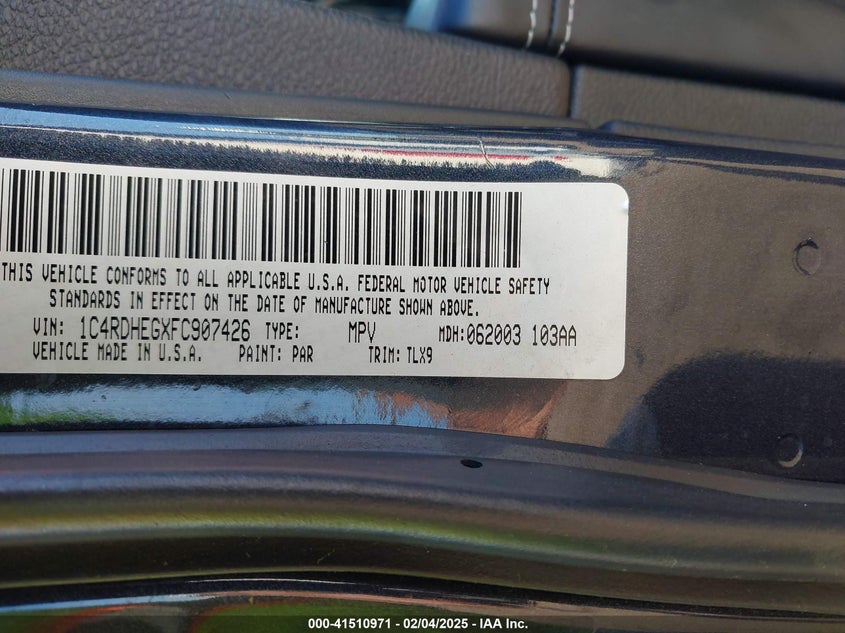 THIS VEHICLE CONFORMS TO ALL APPLICABLE U.S.A. FEDERAL MOTOR VEHICLE SAFETY
STANDARDS IN EFFECT ON THE DATE OF MANUFACTURE SHOWN ABOVE.
VIN: 1C4RDHEGXFC907426 TYPE: MPV MDH:062003 103AA
VEHICLE MADE IN U.S.A. PAINT: PAR TRIM: TLX9
000-41510971 | 02/04/2025 | © IAA Inc.